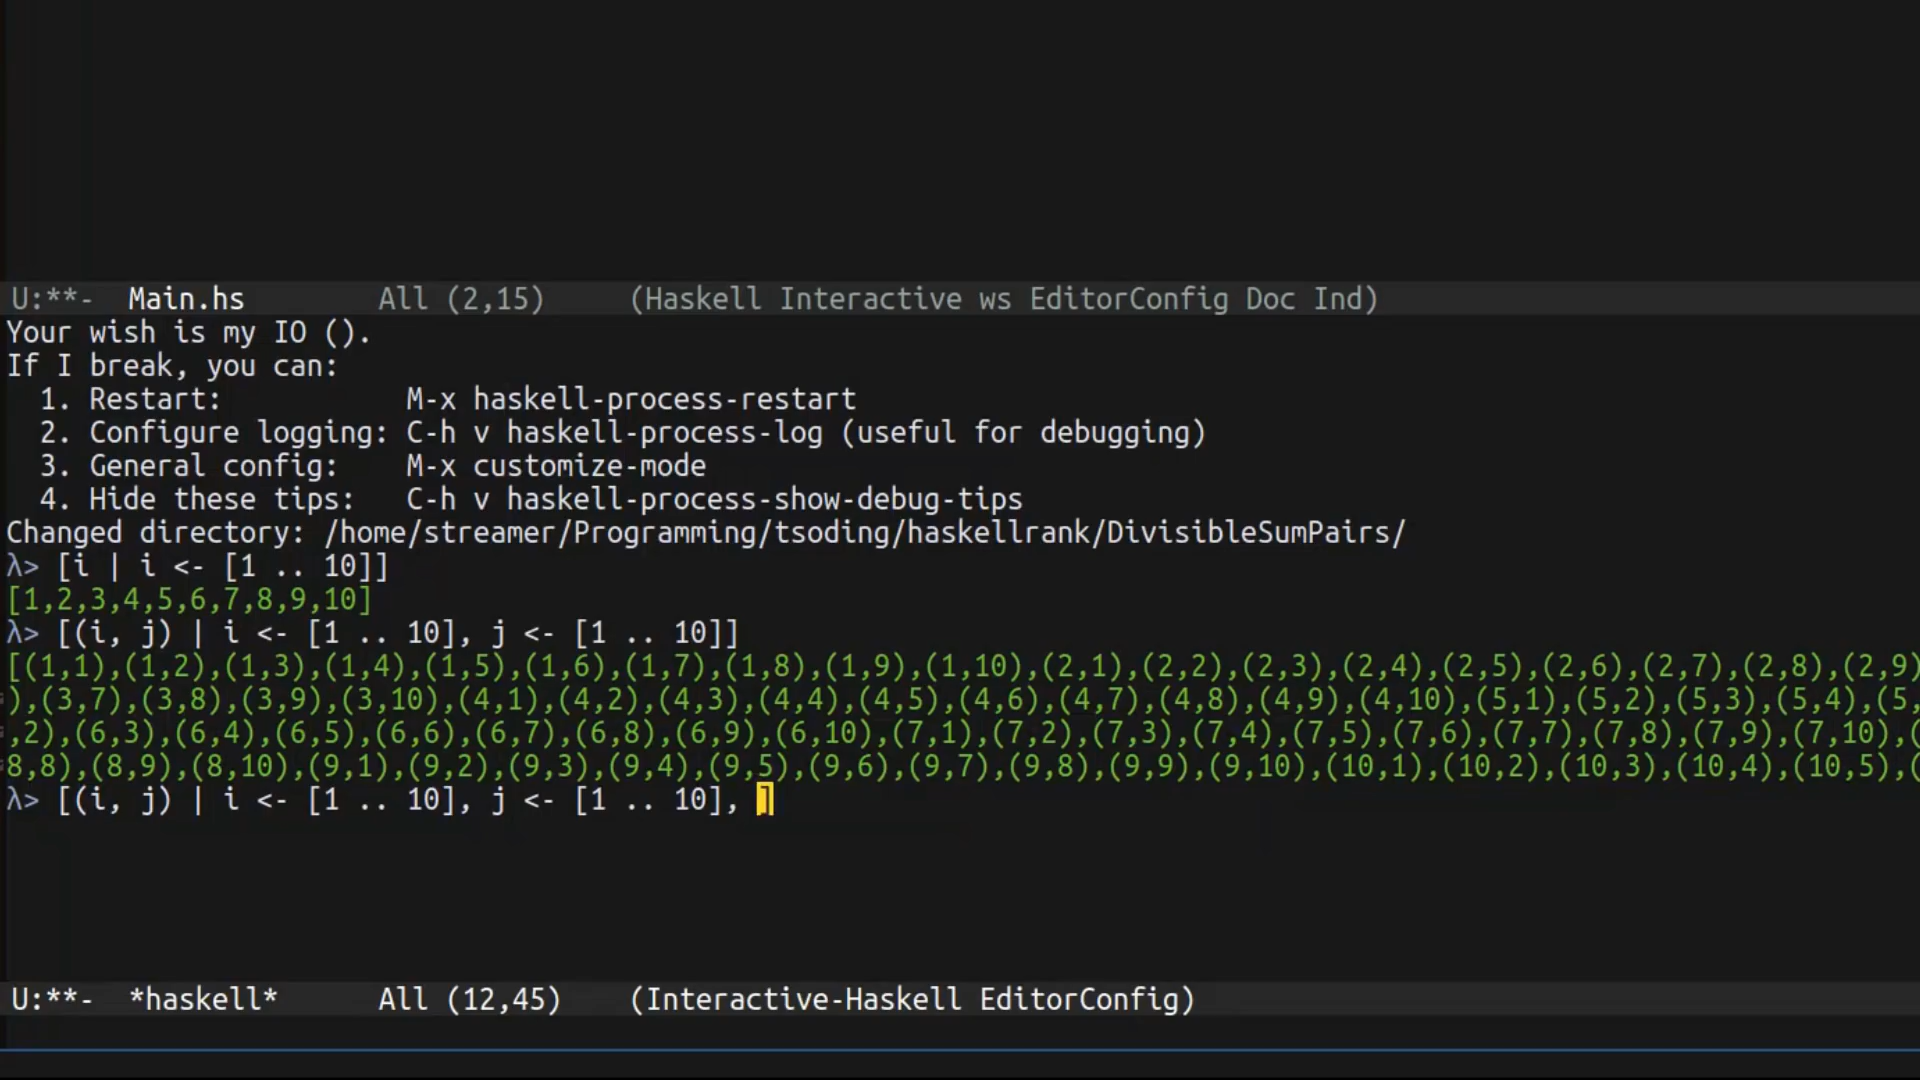 U:**-  Main.hs        All (2,15)     (Haskell Interactive ws EditorConfig Doc Ind)
Your wish is my IO ().
If I break, you can:
  1. Restart:           M-x haskell-process-restart
  2. Configure logging: C-h v haskell-process-log (useful for debugging)
  3. General config:    M-x customize-mode
  4. Hide these tips:   C-h v haskell-process-show-debug-tips
Changed directory: /home/streamer/Programming/tsoding/haskellrank/DivisibleSumPairs/
λ> [i | i <- [1 .. 10]]
[1,2,3,4,5,6,7,8,9,10]
λ> [(i, j) | i <- [1 .. 10], j <- [1 .. 10]]
[(1,1),(1,2),(1,3),(1,4),(1,5),(1,6),(1,7),(1,8),(1,9),(1,10),(2,1),(2,2),(2,3),(2,4),(2,5),(2,6),(2,7),(2,8),(2,9)
),(3,7),(3,8),(3,9),(3,10),(4,1),(4,2),(4,3),(4,4),(4,5),(4,6),(4,7),(4,8),(4,9),(4,10),(5,1),(5,2),(5,3),(5,4),(5,
,2),(6,3),(6,4),(6,5),(6,6),(6,7),(6,8),(6,9),(6,10),(7,1),(7,2),(7,3),(7,4),(7,5),(7,6),(7,7),(7,8),(7,9),(7,10),(
8,8),(8,9),(8,10),(9,1),(9,2),(9,3),(9,4),(9,5),(9,6),(9,7),(9,8),(9,9),(9,10),(10,1),(10,2),(10,3),(10,4),(10,5),(
λ> [(i, j) | i <- [1 .. 10], j <- [1 .. 10], ]
U:**-  *haskell*      All (12,45)    (Interactive-Haskell EditorConfig)